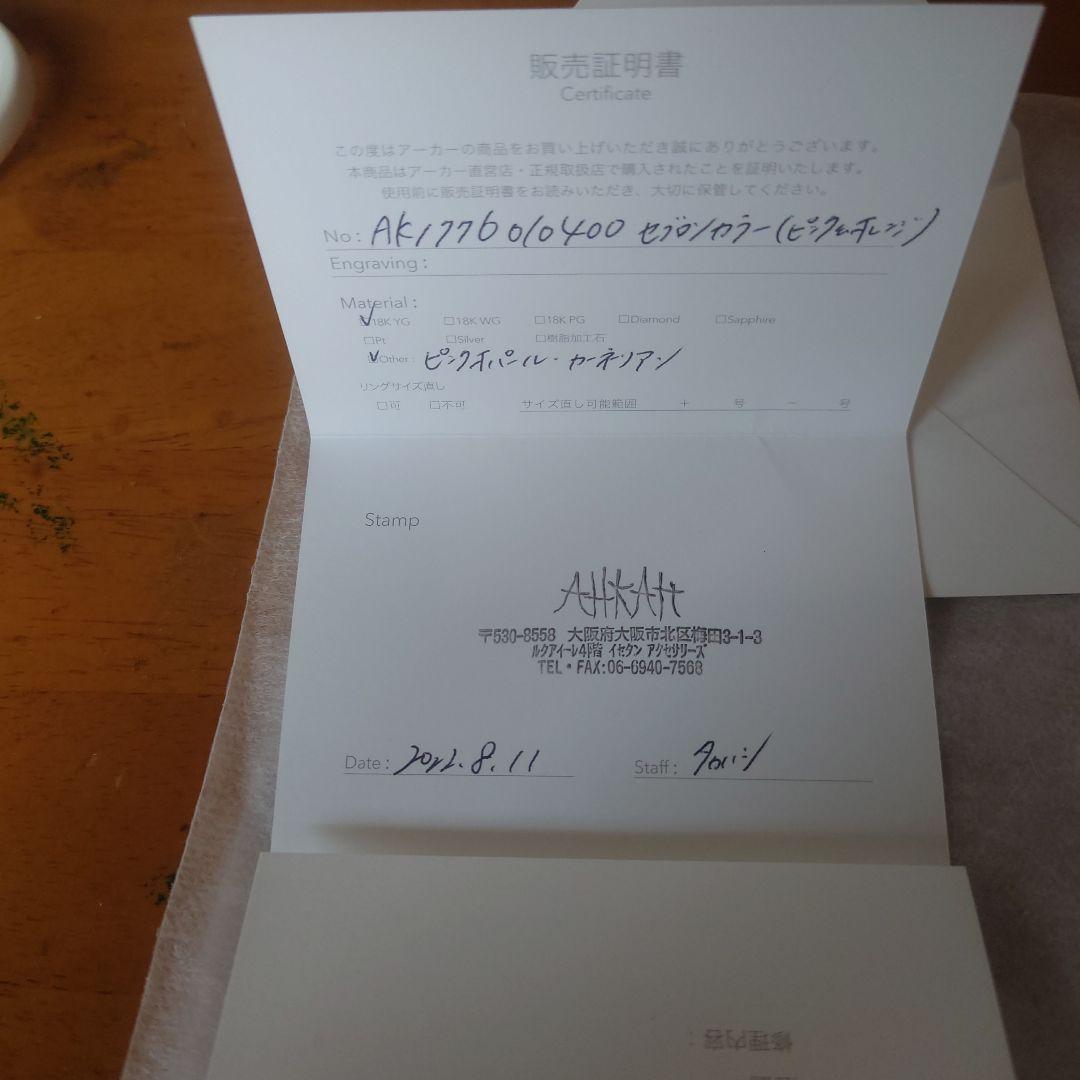 販売証明書
Certificate
この度はアーカーの商品をお買い上げいただき誠にありがとうございます。
本商品はアーカー直営店・正規取扱店で購入されたことを証明いたします。
使用前に販売証明書をお読みいただき、大切に保管してください。
No : AK1776010400 セブロンカラー(ピンク&オレンジ)
Engraving :
Material :
☑18K YG □18K WG □18K PG □Diamond □Sapphire
□Pt □Silver □樹脂加工石
☑Other : ピンクオパール・カーネリアン
リングサイズ直し
□可 □不可 サイズ直し可能範囲 + 号 − 号
Stamp
AHKAH
〒530-8558 大阪府大阪市北区梅田3-1-3
ルクアイーレ4階 イセタン アクセサリーズ
TEL・FAX:06-6940-7568
Date : 2022.8.11 Staff :
修理内容 :